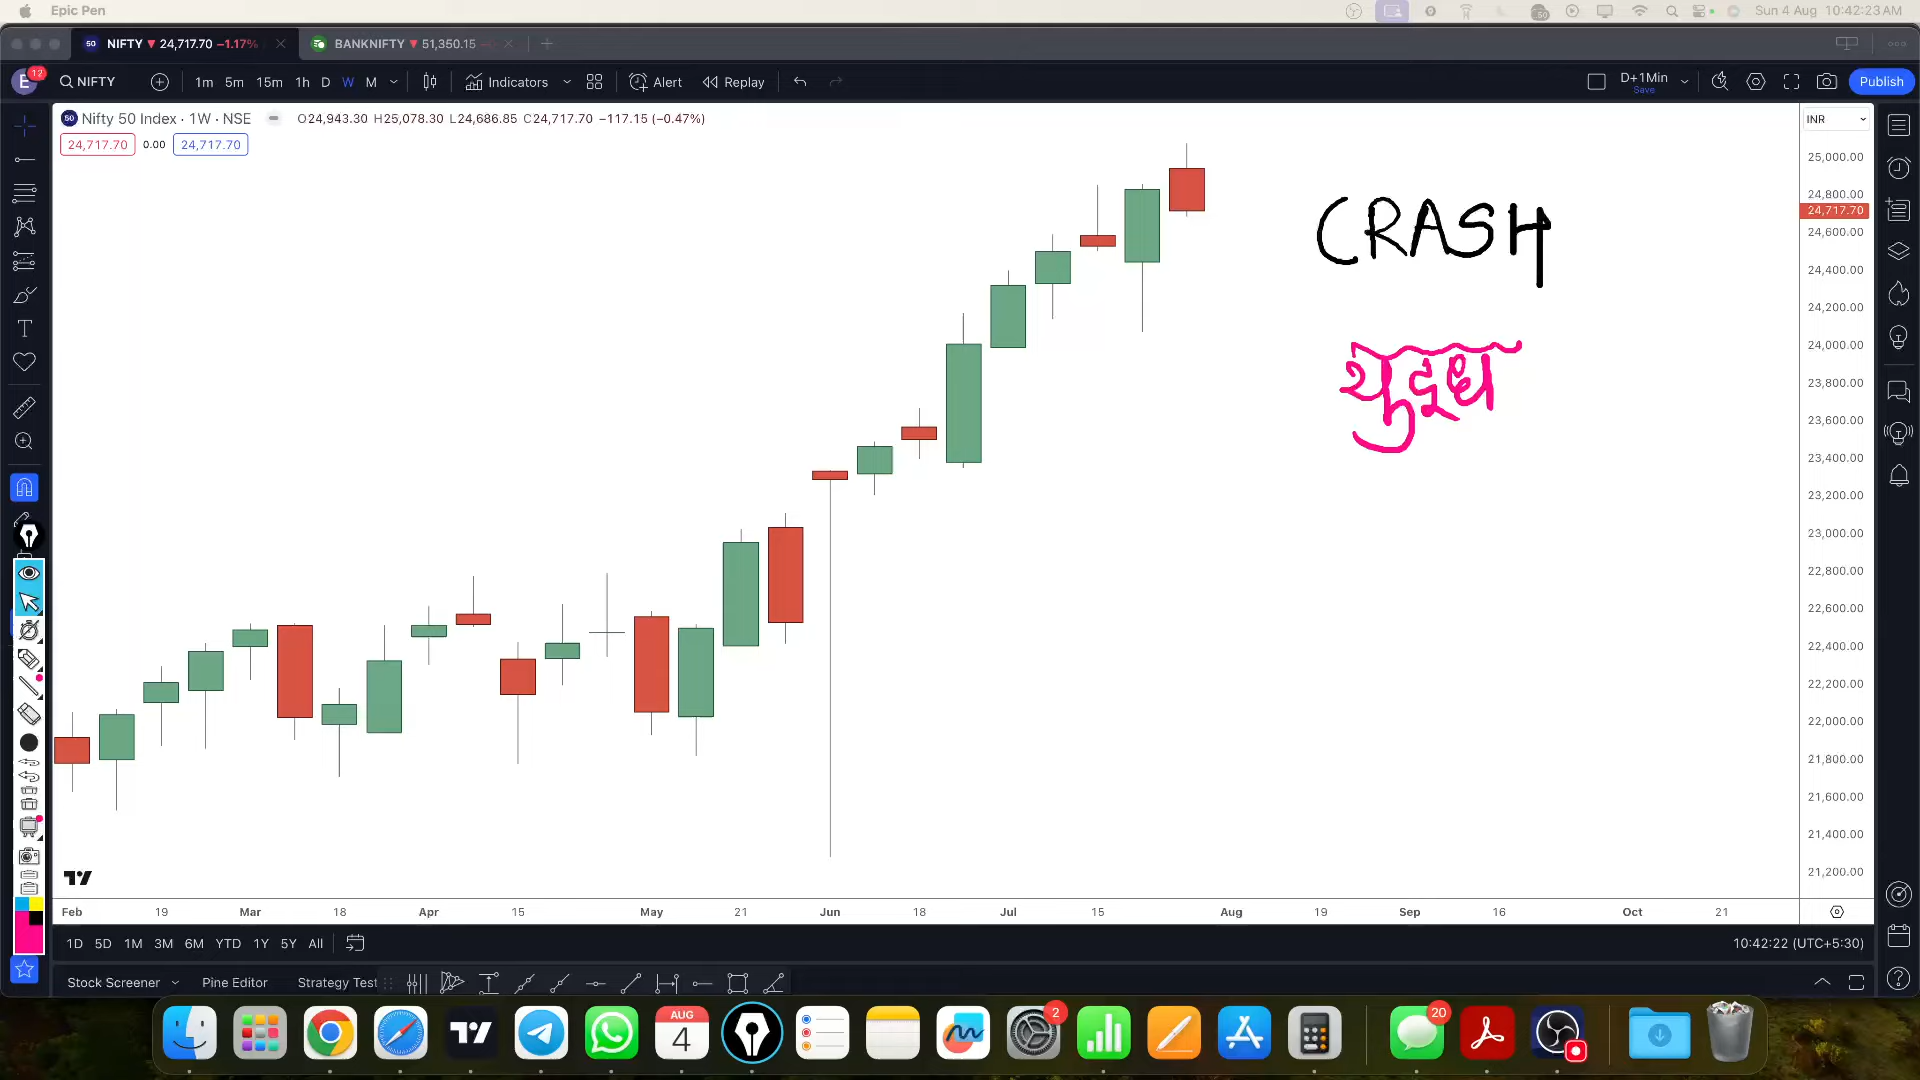 Epic Pen
Sun 4 Aug 10:42:23 AM
NIFTY ▼ 24,717.70 −1.17%
BANKNIFTY ▼ 51,350.15
E 12 NIFTY 1m 5m 15m 1h D W M Indicators Alert Replay D+1Min Save Publish
Nifty 50 Index · 1W · NSE O24,943.30 H25,078.30 L24,686.85 C24,717.70 −117.15 (−0.47%)
24,717.70 0.00 24,717.70
INR
25,000.00
24,800.00
24,717.70
24,600.00
24,400.00
24,200.00
24,000.00
23,800.00
23,600.00
23,400.00
23,200.00
23,000.00
22,800.00
22,600.00
22,400.00
22,200.00
22,000.00
21,800.00
21,600.00
21,400.00
21,200.00
CRASH
युद्ध
Feb 19 Mar 18 Apr 15 May 21 Jun 18 Jul 15 Aug 19 Sep 16 Oct 21
1D 5D 1M 3M 6M YTD 1Y 5Y All 10:42:22 (UTC+5:30)
Stock Screener Pine Editor Strategy Test
AUG
4
2
20